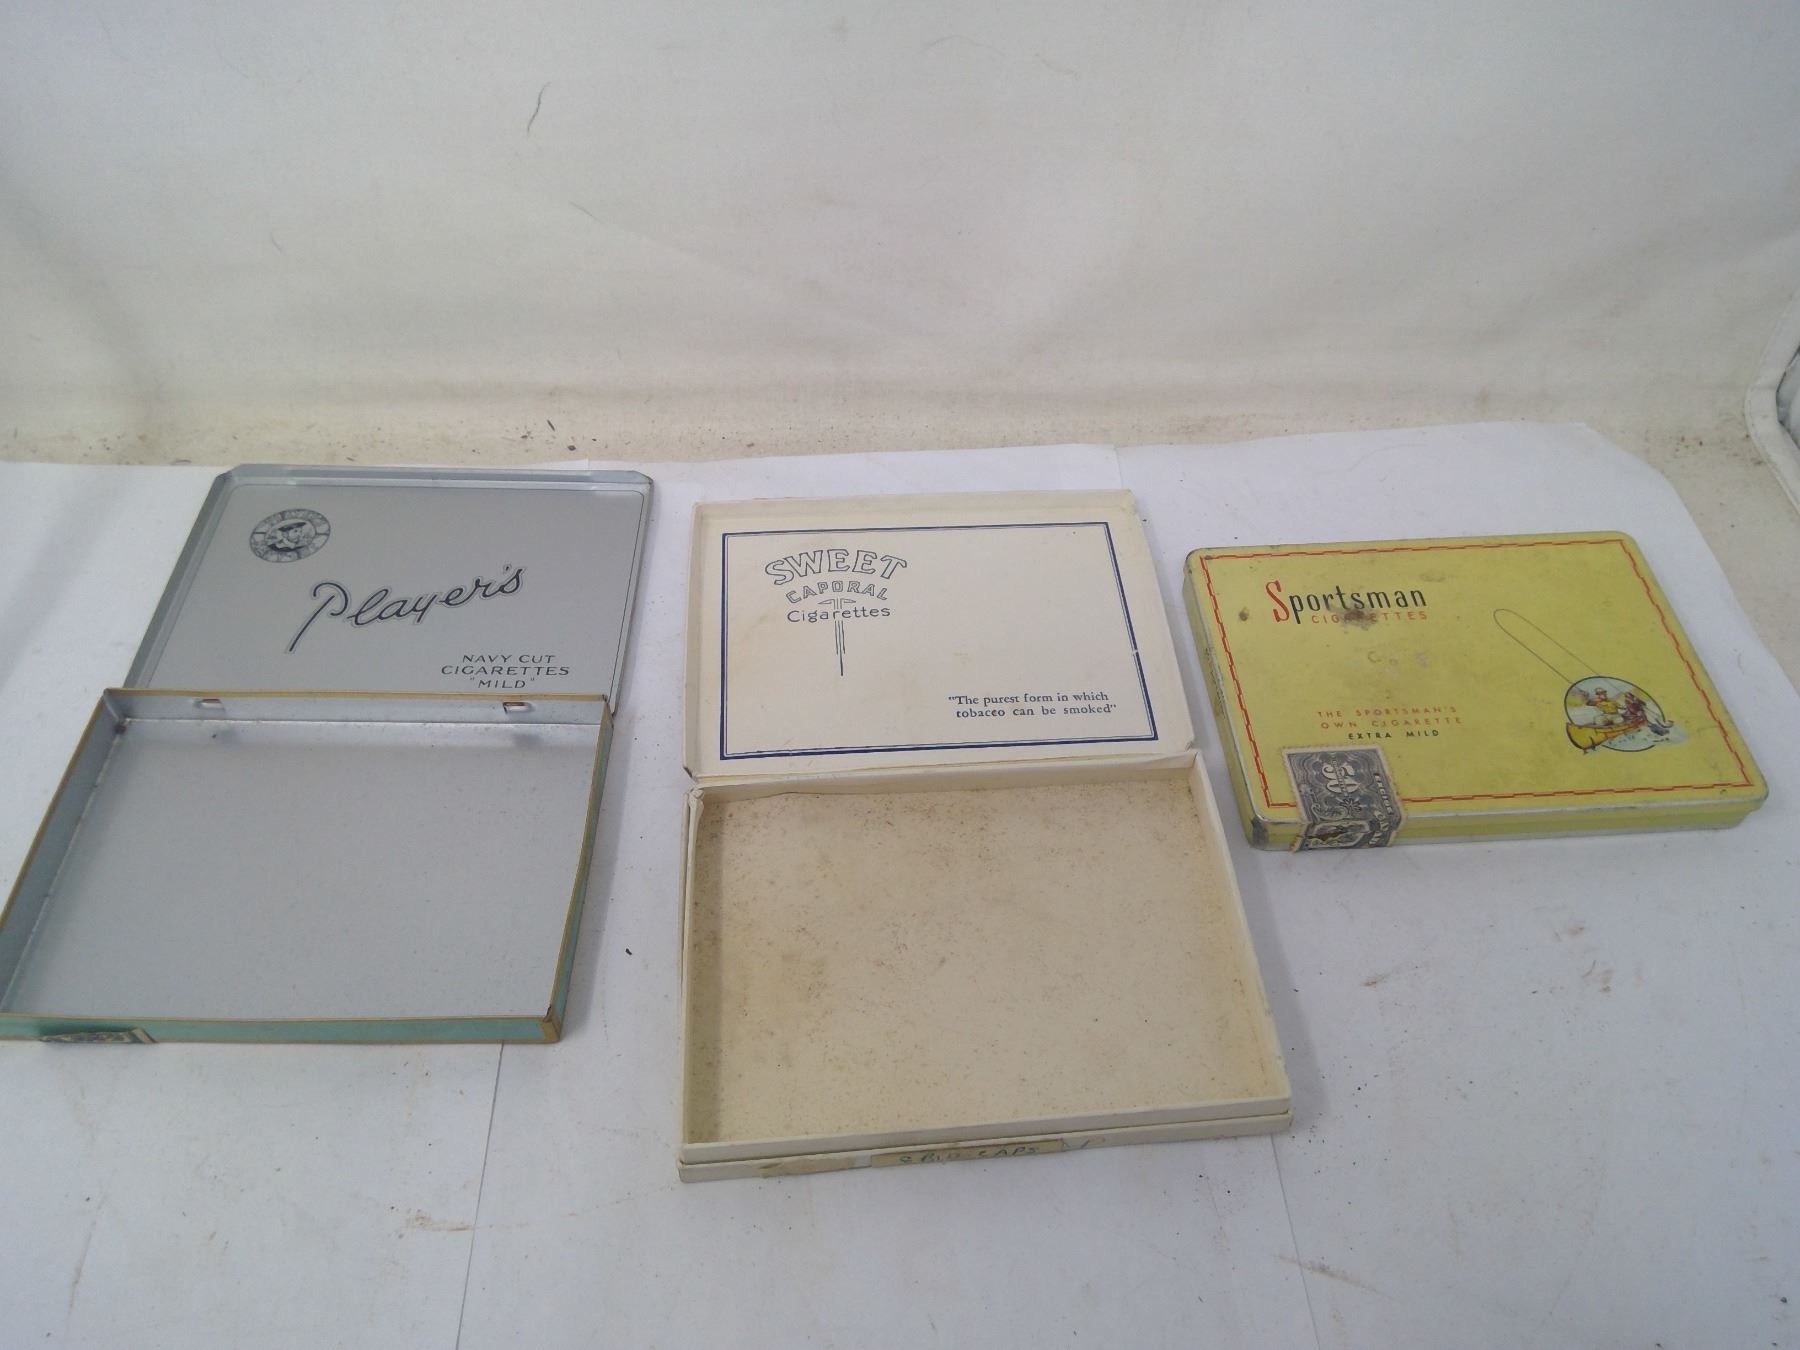 Player's
NAVY CUT
CIGARETTES
"MILD"
SWEET
CAPORAL
Cigarettes
"The purest form in which
tobacco can be smoked"
Sportsman
CIGARETTES
THE SPORTSMAN'S
OWN CIGARETTE
EXTRA MILD
50